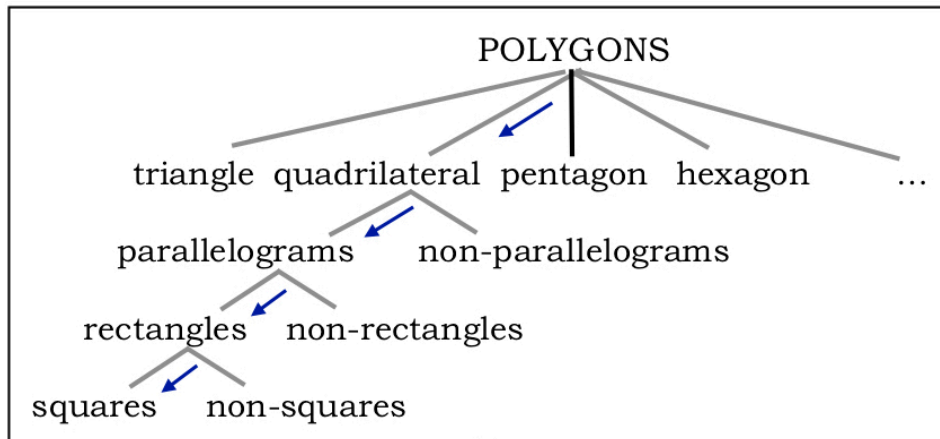 POLYGONS
triangle quadrilateral pentagon hexagon ...
parallelograms non-parallelograms
rectangles non-rectangles
squares non-squares